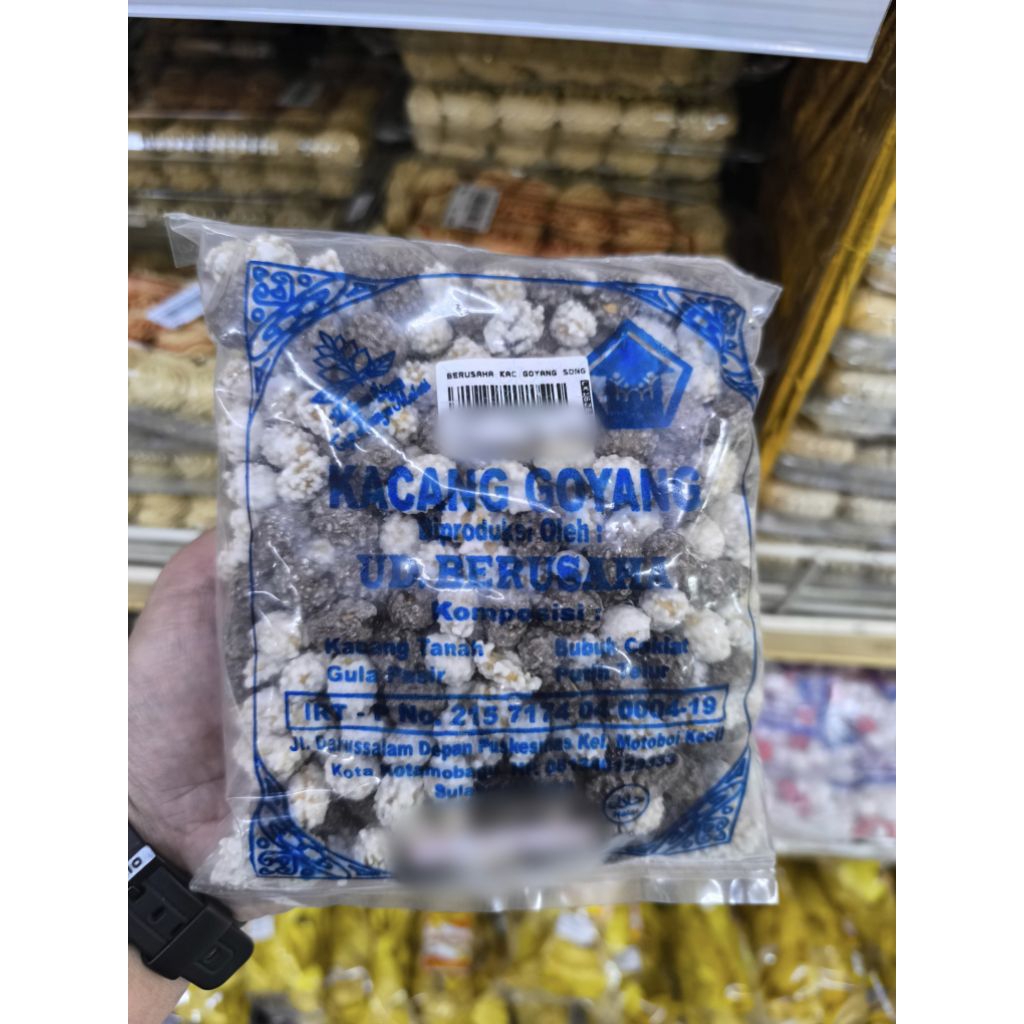 BERUSAHA KAC GOYANG SONG
KACANG GOYANG
Diproduksi Oleh :
UD. BERUSAHA
Komposisi :
Kacang Tanah
Bubuk Coklat
Gula Pasir
Putih Telur
IRT - P No. 215 7174 04 0004-19
Jl. Darussalam Depan Puskesmas Kel. Motoboi Kecil
Kota Kotamobagu